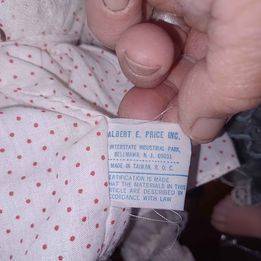 ALBERT E. PRICE INC.
INTERSTATE INDUSTRIAL PARK,
BELLMAWR, N. J. 08031
MADE IN TAIWAN, R. O. C.
CERTIFICATION IS MADE
THAT THE MATERIALS IN THIS
ARTICLE ARE DESCRIBED IN
ACCORDANCE WITH LAW